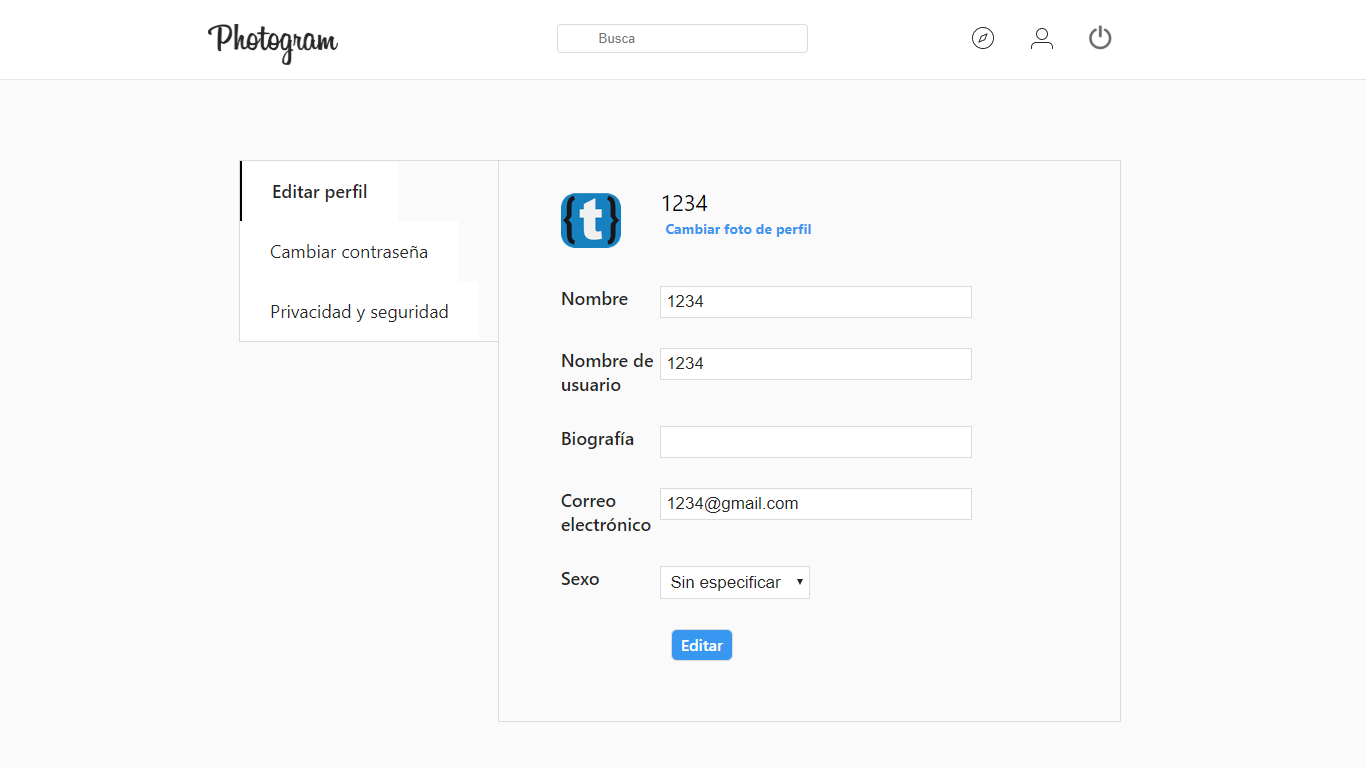 Photogram
Busca
Editar perfil
Cambiar contraseña
Privacidad y seguridad
{t}
1234
Cambiar foto de perfil
Nombre
1234
Nombre de
usuario
1234
Biografía
Correo
electrónico
1234@gmail.com
Sexo
Sin especificar
Editar